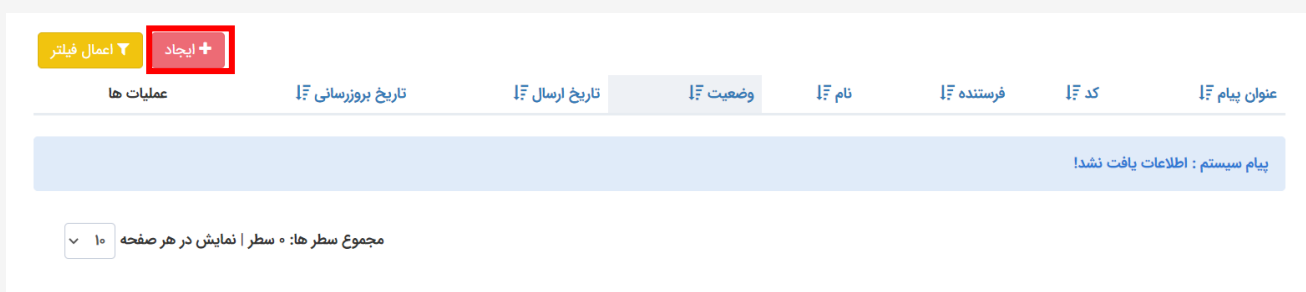 + ایجاد اعمال فیلتر
عنوان پیام کد فرستنده نام وضعیت تاریخ ارسال تاریخ بروزرسانی عملیات ها
پیام سیستم : اطلاعات یافت نشد!
مجموع سطر ها: ۰ سطر | نمایش در هر صفحه ۱۰